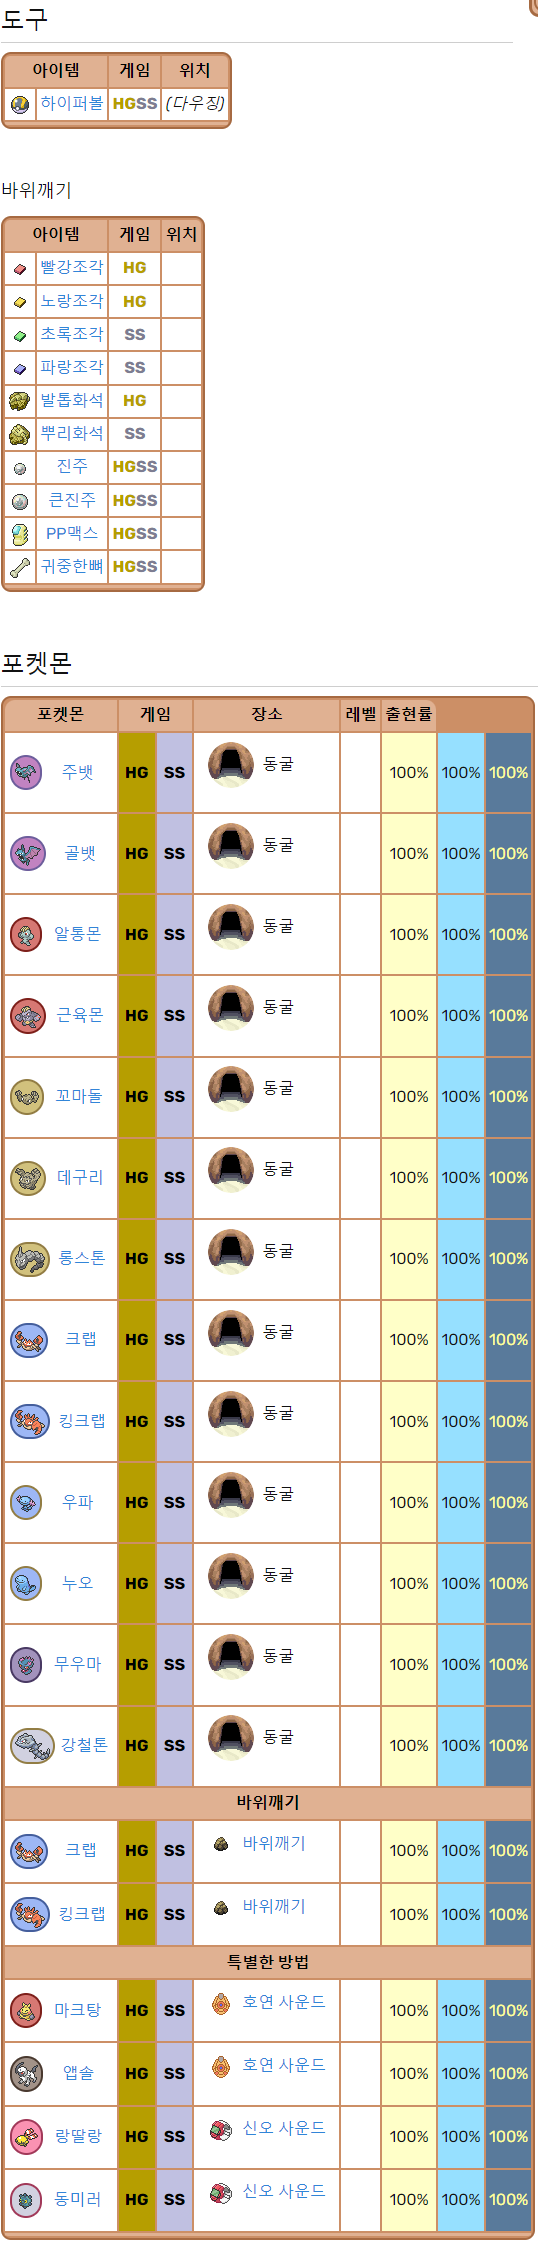 도구
아이템 게임 위치
하이퍼볼 HGSS (다우징)
바위깨기
아이템 게임 위치
빨강조각 HG
노랑조각 HG
초록조각 SS
파랑조각 SS
발톱화석 HG
뿌리화석 SS
진주 HGSS
큰진주 HGSS
PP맥스 HGSS
귀중한뼈 HGSS
포켓몬
포켓몬 게임 장소 레벨 출현률
주뱃 HG SS 동굴 100% 100% 100%
골뱃 HG SS 동굴 100% 100% 100%
알통몬 HG SS 동굴 100% 100% 100%
근육몬 HG SS 동굴 100% 100% 100%
꼬마돌 HG SS 동굴 100% 100% 100%
데구리 HG SS 동굴 100% 100% 100%
롱스톤 HG SS 동굴 100% 100% 100%
크랩 HG SS 동굴 100% 100% 100%
킹크랩 HG SS 동굴 100% 100% 100%
우파 HG SS 동굴 100% 100% 100%
누오 HG SS 동굴 100% 100% 100%
무우마 HG SS 동굴 100% 100% 100%
강철톤 HG SS 동굴 100% 100% 100%
바위깨기
크랩 HG SS 바위깨기 100% 100% 100%
킹크랩 HG SS 바위깨기 100% 100% 100%
특별한 방법
마크탕 HG SS 호연 사운드 100% 100% 100%
앱솔 HG SS 호연 사운드 100% 100% 100%
랑딸랑 HG SS 신오 사운드 100% 100% 100%
동미러 HG SS 신오 사운드 100% 100% 100%